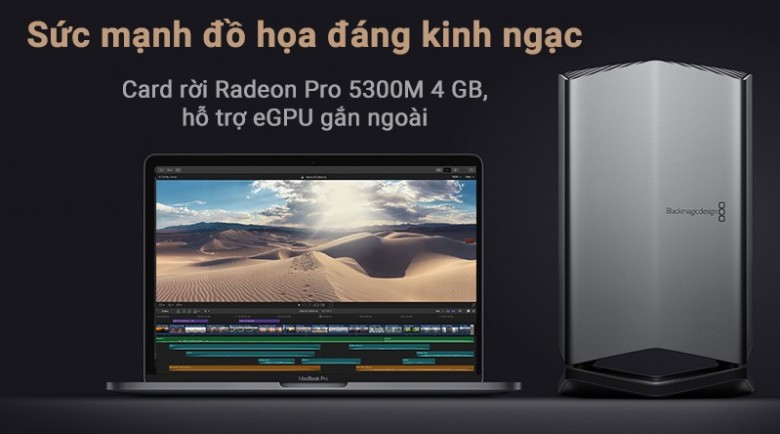 Sức mạnh đồ họa đáng kinh ngạc
Card rời Radeon Pro 5300M 4 GB,
hỗ trợ eGPU gắn ngoài
Blackmagicdesign
MacBook Pro